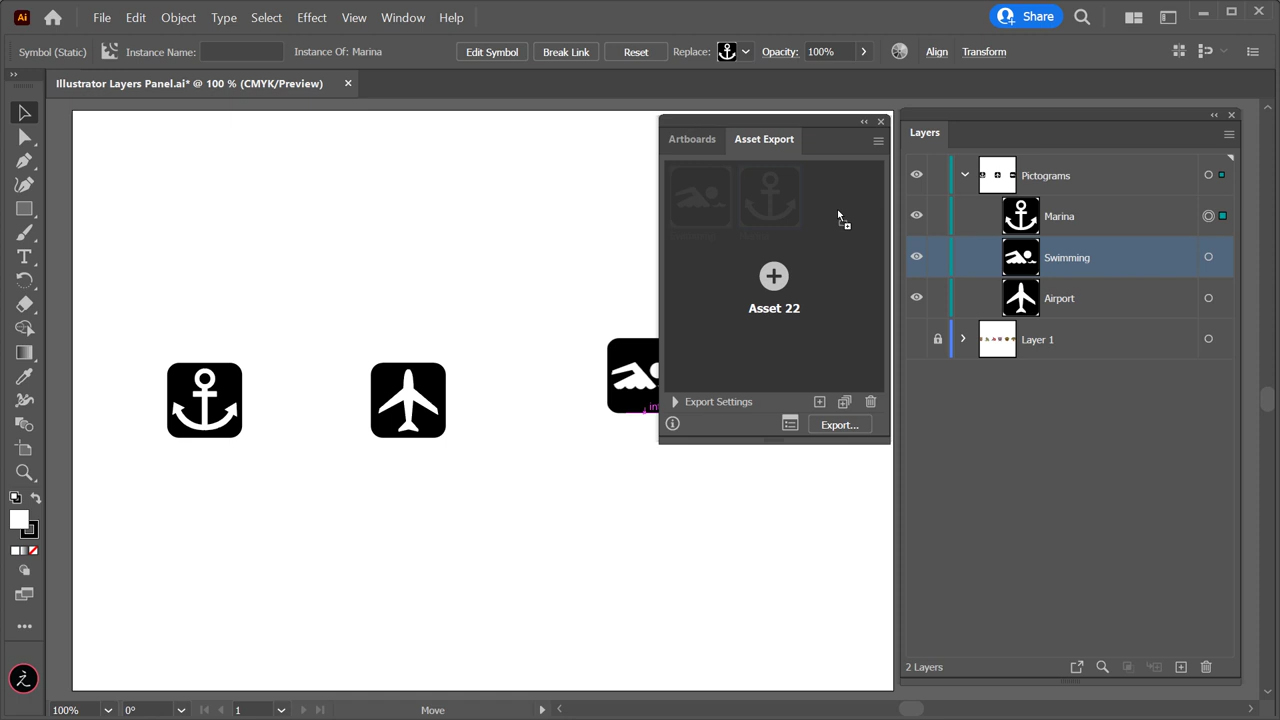 Ai File Edit Object Type Select Effect View Window Help Share
Symbol (Static) Instance Name: Instance Of: Marina Edit Symbol Break Link Reset Replace: Opacity: 100% Align Transform
Illustrator Layers Panel.ai* @ 100 % (CMYK/Preview)
Artboards Asset Export
Asset 22
Export Settings
Export...
Layers
Pictograms
Marina
Swimming
Airport
Layer 1
2 Layers
え
100% 0° 1 Move